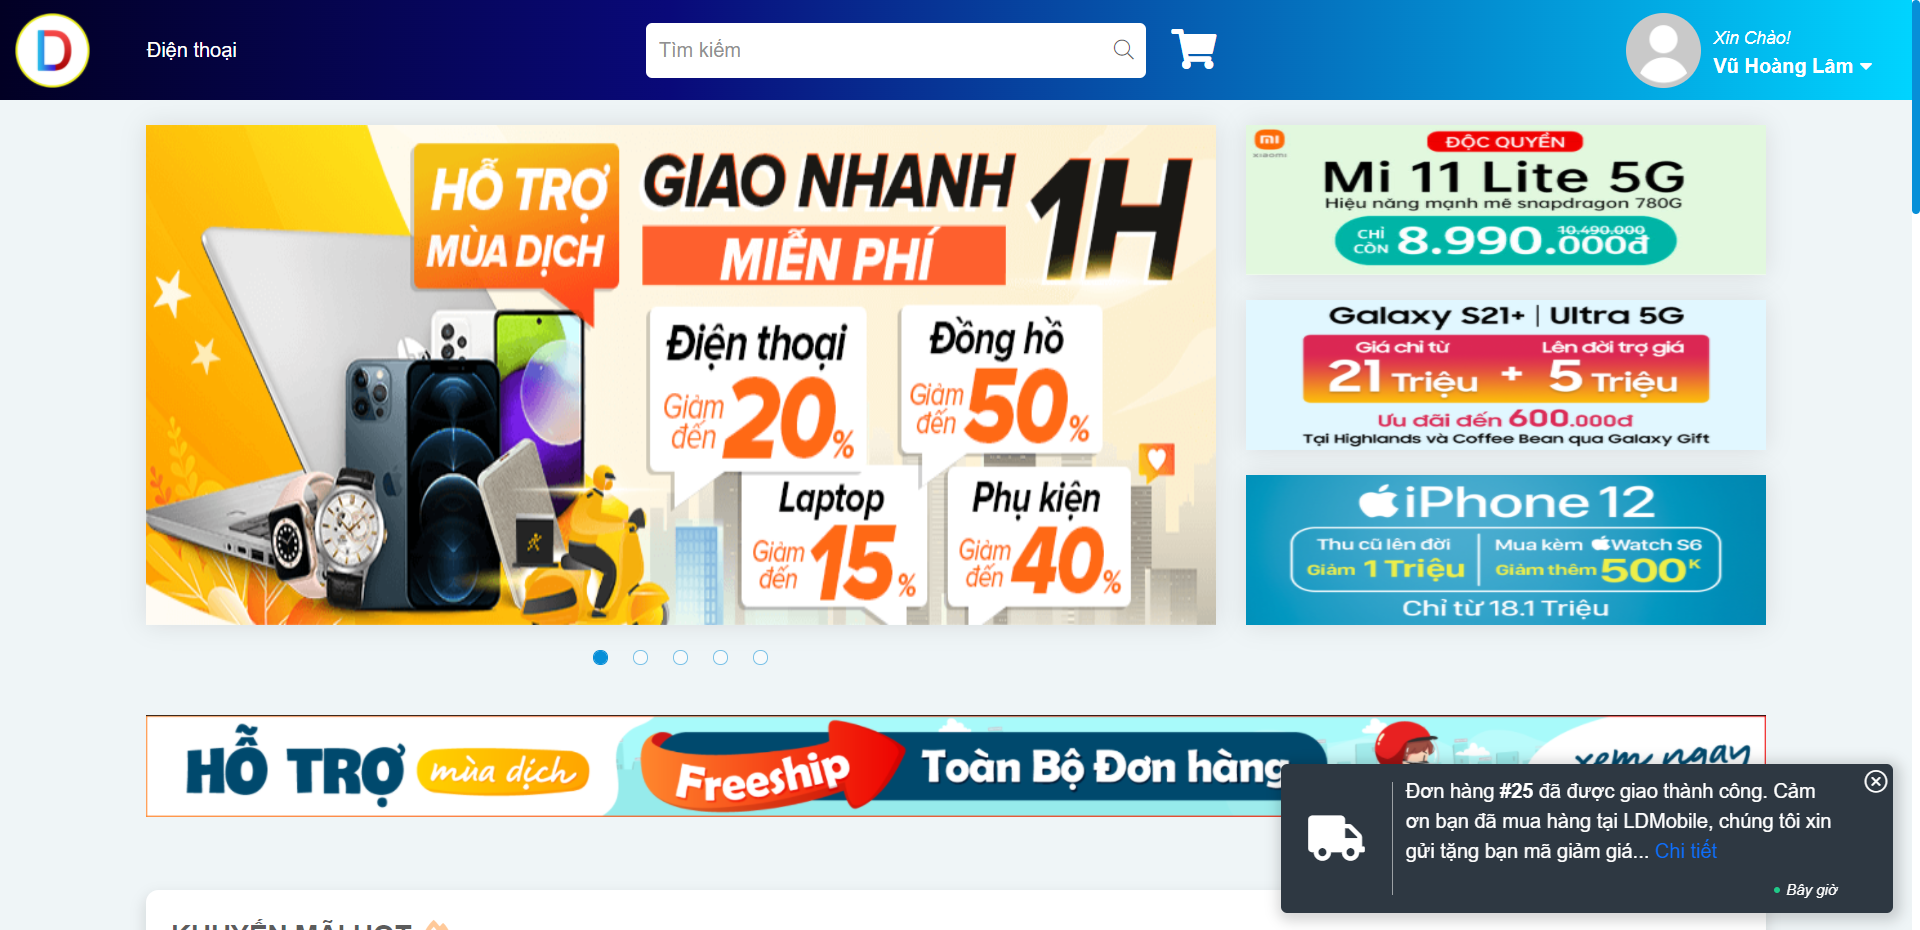 D
Điện thoại
Tìm kiếm
Xin Chào!
Vũ Hoàng Lâm
HỖ TRỢ
MÙA DỊCH
GIAO NHANH
MIỄN PHÍ
1H
Điện thoại
Giảm đến 20%
Đồng hồ
Giảm đến 50%
Laptop
Giảm đến 15%
Phụ kiện
Giảm đến 40%
mi
xiaomi
ĐỘC QUYỀN
Mi 11 Lite 5G
Hiệu năng mạnh mẽ snapdragon 780G
CHỈ CÒN 8.990.000đ
10.490.000
Galaxy S21+ | Ultra 5G
Giá chỉ từ
21 Triệu
+
Lên đời trợ giá
5 Triệu
Ưu đãi đến 600.000đ
Tại Highlands và Coffee Bean qua Galaxy Gift
iPhone 12
Thu cũ lên đời
Giảm 1 Triệu
Mua kèm Watch S6
Giảm thêm 500K
Chỉ từ 18.1 Triệu
HỖ TRỢ mùa dịch
Freeship
Toàn Bộ Đơn hàng
xem ngay
Đơn hàng #25 đã được giao thành công. Cảm
ơn bạn đã mua hàng tại LDMobile, chúng tôi xin
gửi tặng bạn mã giảm giá... Chi tiết
Bây giờ
KHUYẾN MÃI HOT